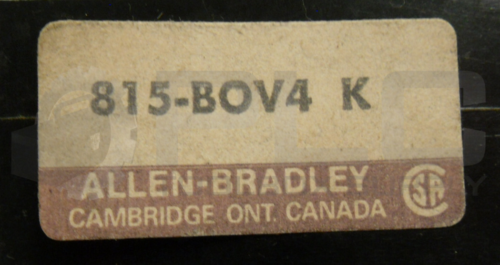 815-BOV4 K
ALLEN-BRADLEY
CAMBRIDGE ONT. CANADA
CSA